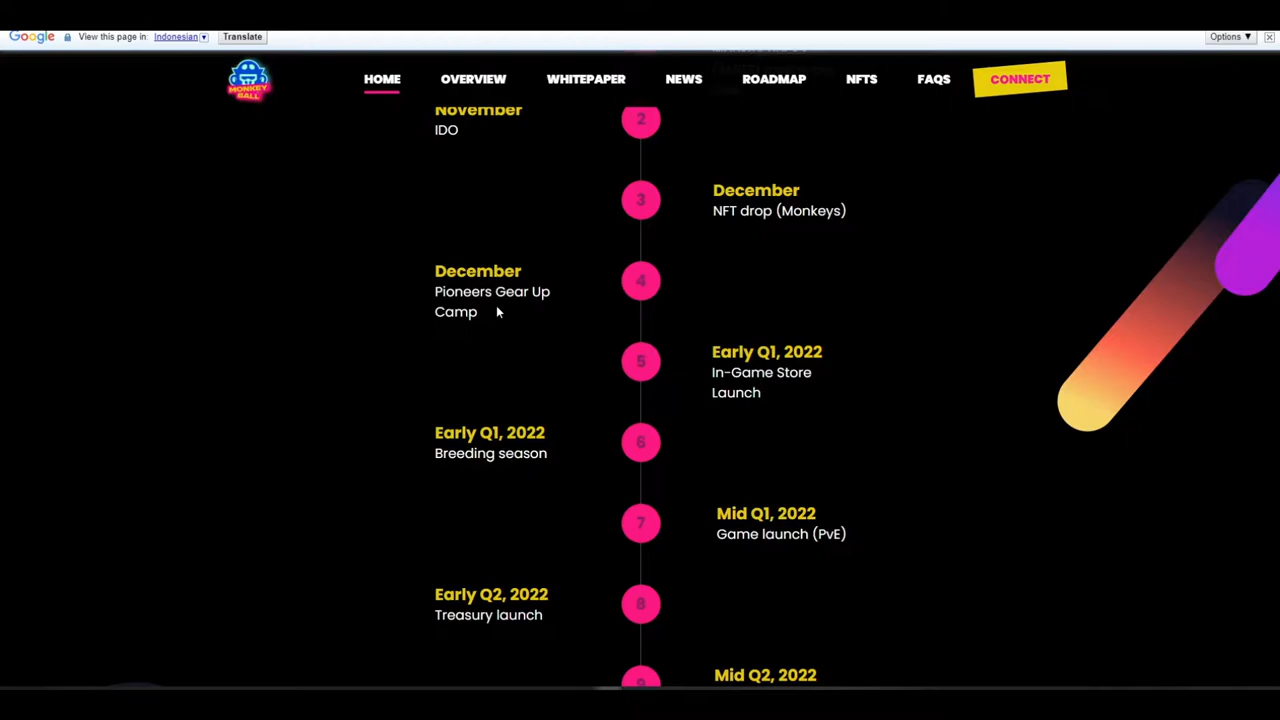 Google View this page in: Indonesian Translate Options
MONKEY
BALL
HOME OVERVIEW WHITEPAPER NEWS ROADMAP NFTS FAQS CONNECT
November
IDO
2
3
December
NFT drop (Monkeys)
December
Pioneers Gear Up
Camp
4
5
Early Q1, 2022
In-Game Store
Launch
Early Q1, 2022
Breeding season
6
7
Mid Q1, 2022
Game launch (PvE)
Early Q2, 2022
Treasury launch
8
9
Mid Q2, 2022